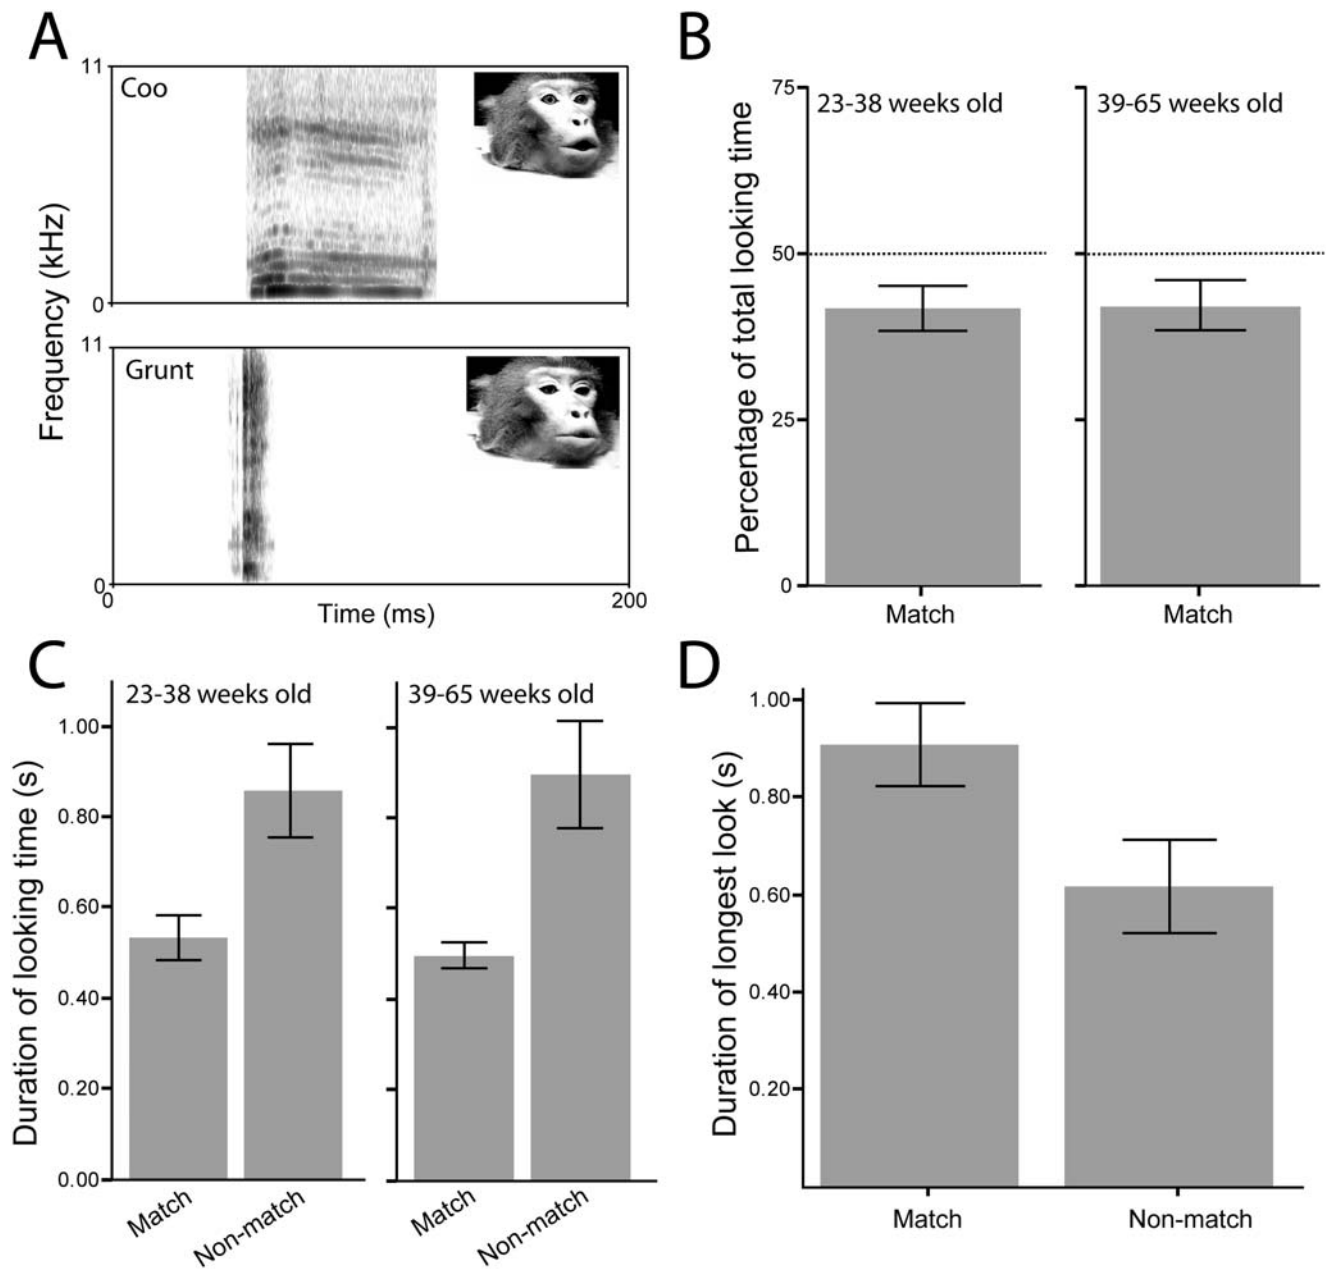 A
Coo
11
0
Frequency (kHz)
Grunt
11
0
0
200
Time (ms)
B
Percentage of total looking time
75
50
25
0
23-38 weeks old
Match
39-65 weeks old
Match
C
Duration of looking time (s)
1.00
0.80
0.60
0.40
0.20
0.00
23-38 weeks old
Match
Non-match
39-65 weeks old
Match
Non-match
D
Duration of longest look (s)
1.00
0.80
0.60
0.40
0.20
Match
Non-match